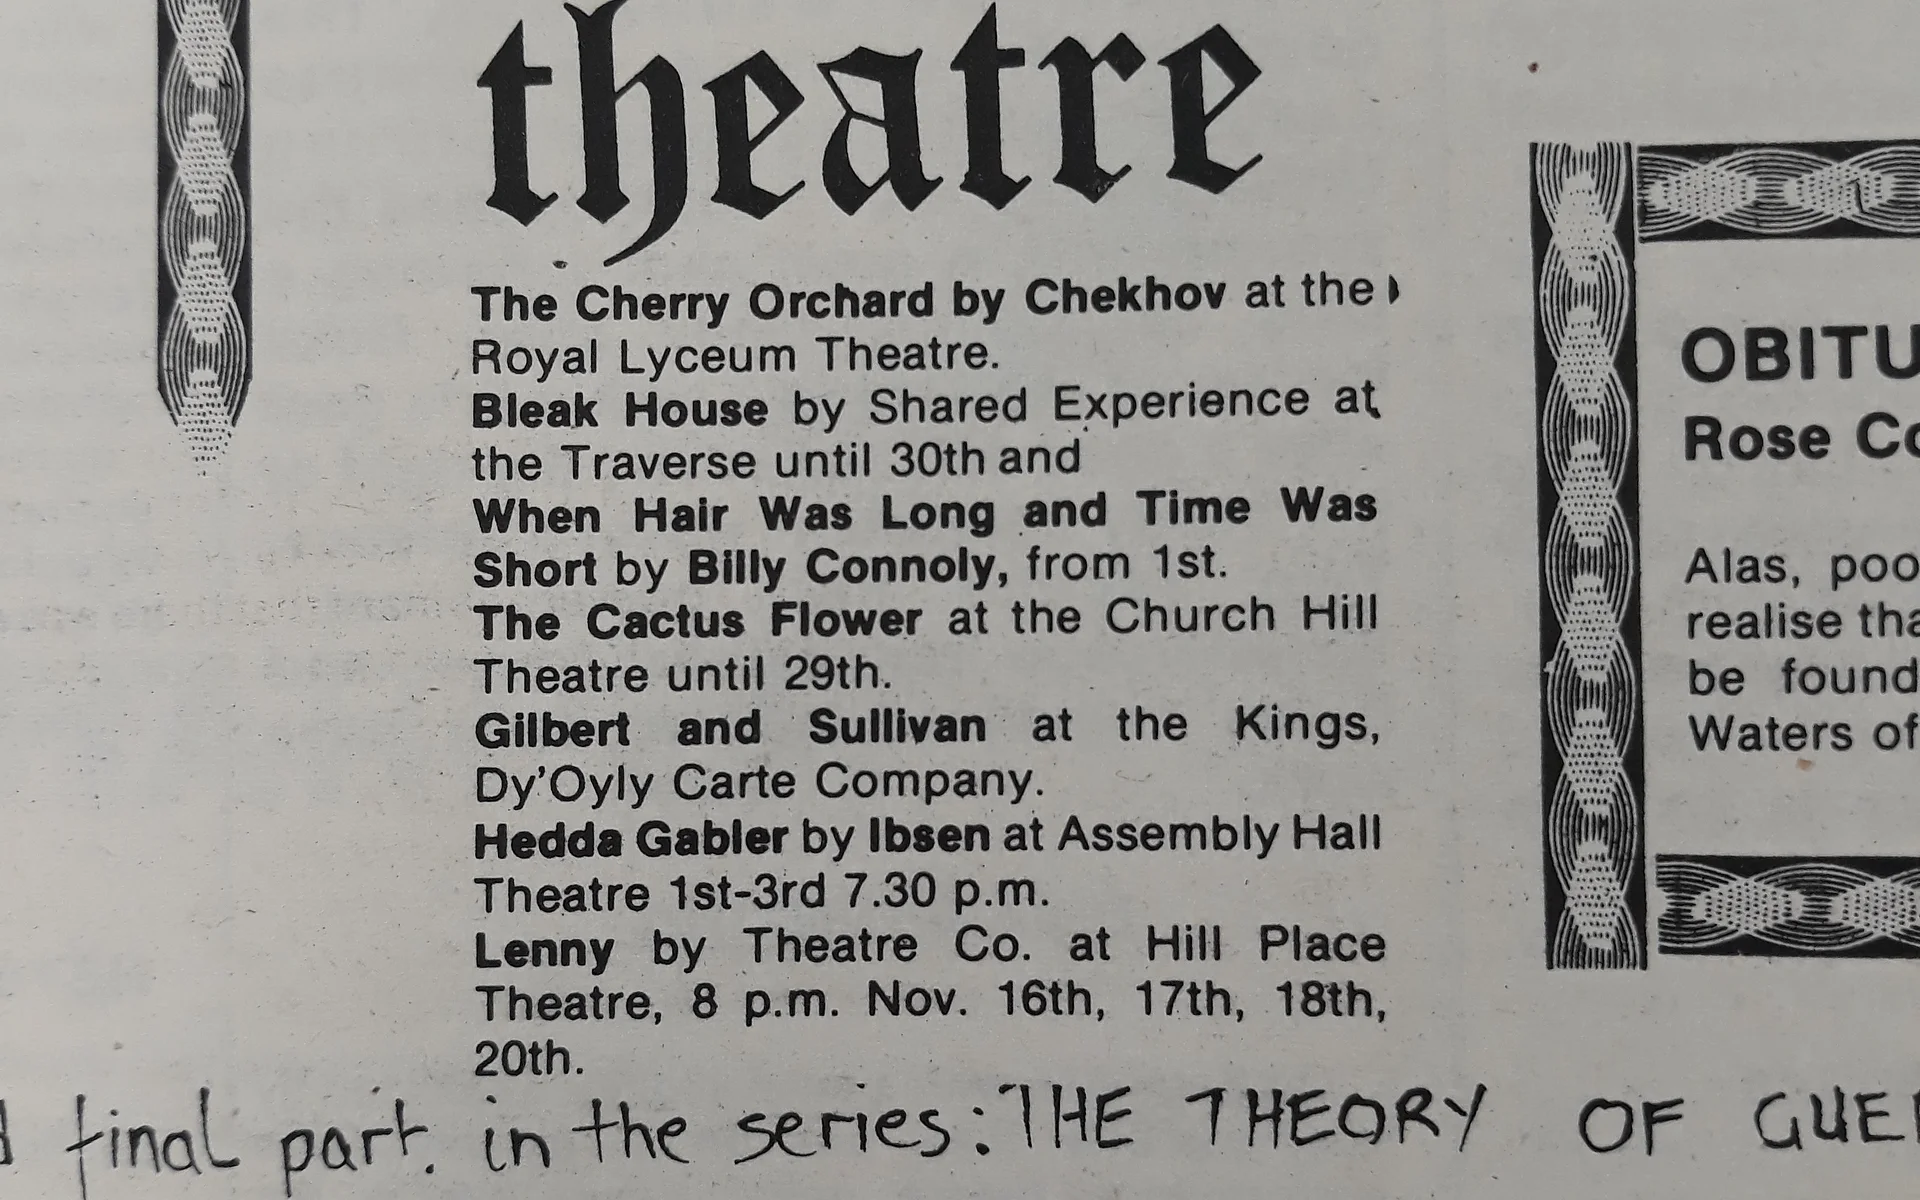 theatre
The Cherry Orchard by Chekhov at the
Royal Lyceum Theatre.
Bleak House by Shared Experience at
the Traverse until 30th and
When Hair Was Long and Time Was
Short by Billy Connoly, from 1st.
The Cactus Flower at the Church Hill
Theatre until 29th.
Gilbert and Sullivan at the Kings,
Dy'Oyly Carte Company.
Hedda Gabler by Ibsen at Assembly Hall
Theatre 1st-3rd 7.30 p.m.
Lenny by Theatre Co. at Hill Place
Theatre, 8 p.m. Nov. 16th, 17th, 18th,
20th.
OBITU
Rose Co
Alas, poo
realise tha
be found
Waters of
final part. in the series: THE THEORY OF GUE